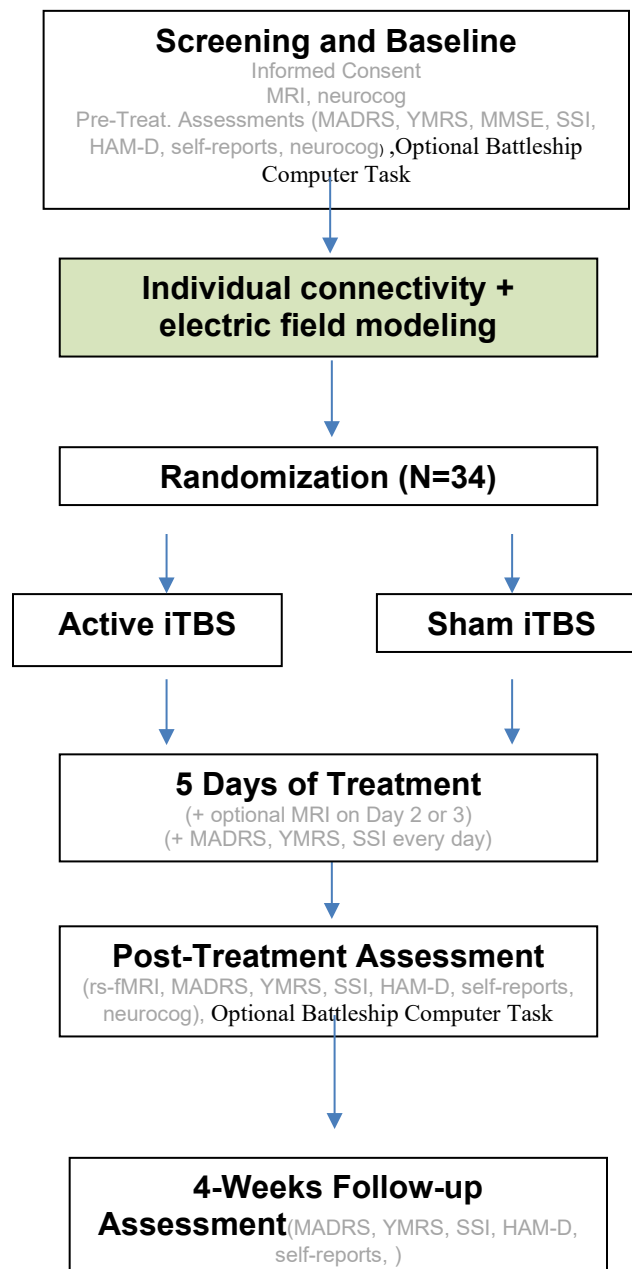 Screening and Baseline
Informed Consent
MRI, neurocog
Pre-Treat. Assessments (MADRS, YMRS, MMSE, SSI,
HAM-D, self-reports, neurocog) ,Optional Battleship
Computer Task
Individual connectivity +
electric field modeling
Randomization (N=34)
Active iTBS
Sham iTBS
5 Days of Treatment
(+ optional MRI on Day 2 or 3)
(+ MADRS, YMRS, SSI every day)
Post-Treatment Assessment
(rs-fMRI, MADRS, YMRS, SSI, HAM-D, self-reports,
neurocog), Optional Battleship Computer Task
4-Weeks Follow-up
Assessment(MADRS, YMRS, SSI, HAM-D,
self-reports, )